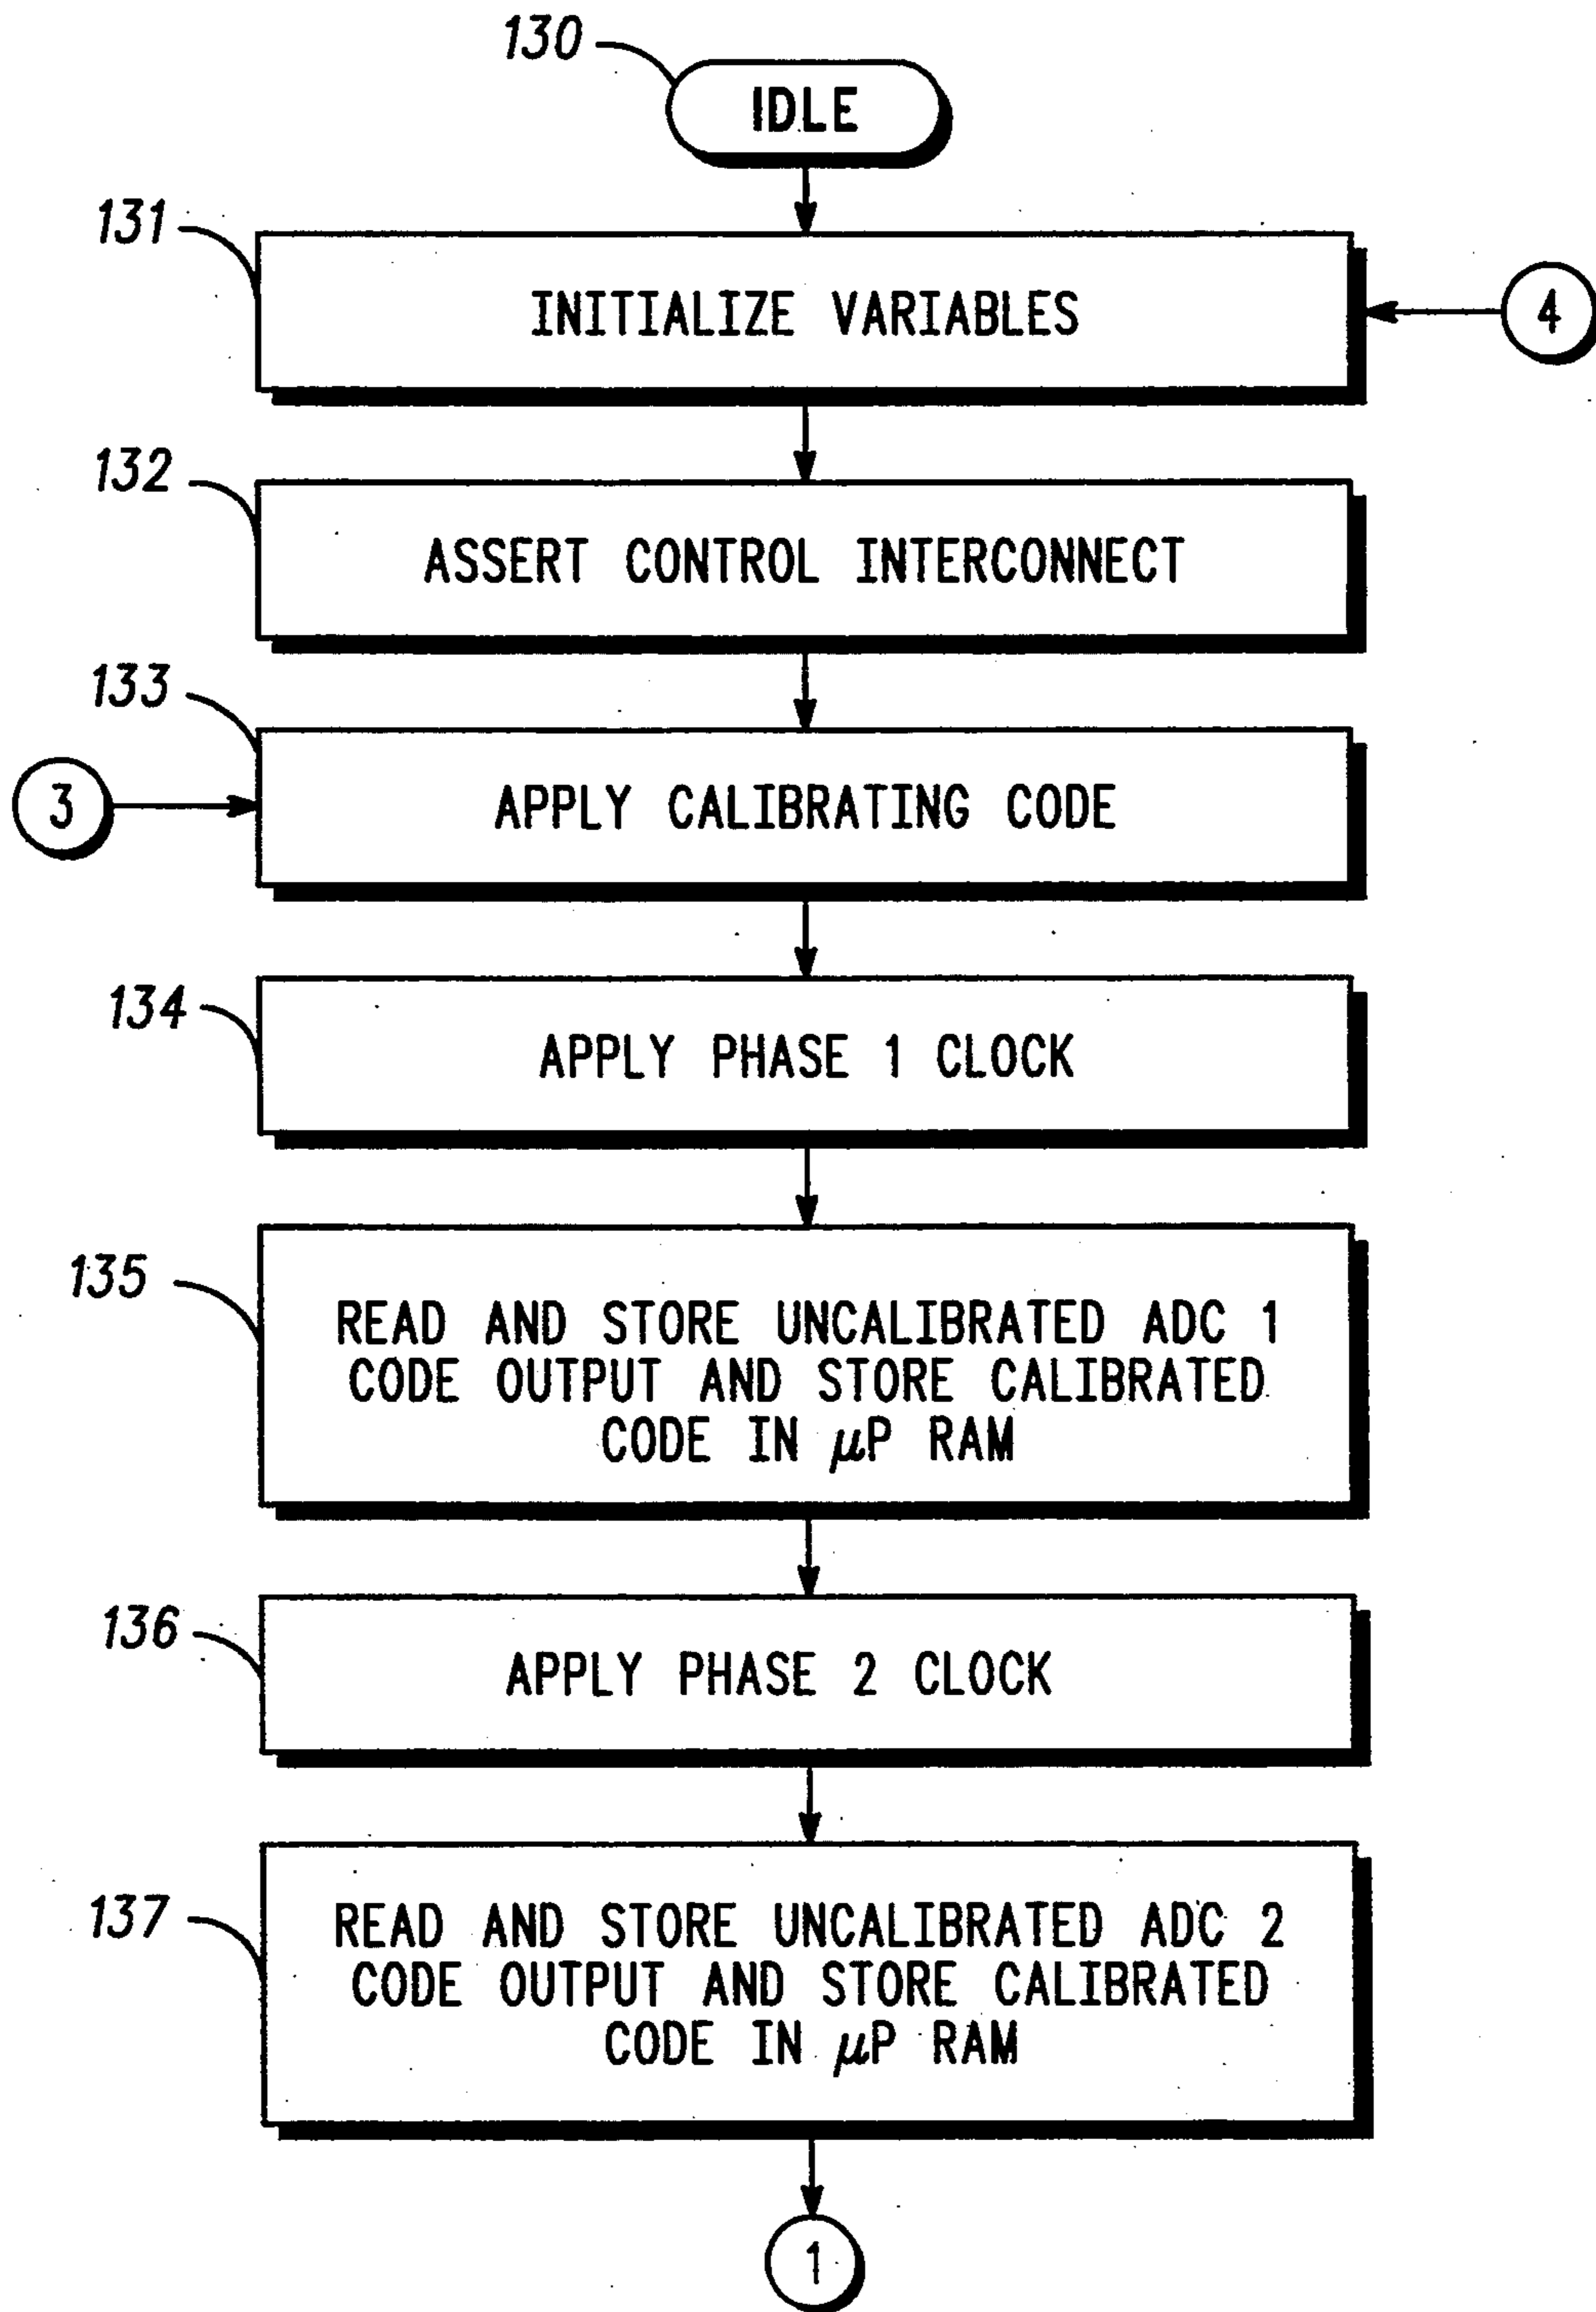 130
IDLE
131
INITIALIZE VARIABLES
4
132
ASSERT CONTROL INTERCONNECT
133
3
APPLY CALIBRATING CODE
134
APPLY PHASE 1 CLOCK
135
READ AND STORE UNCALIBRATED ADC 1
CODE OUTPUT AND STORE CALIBRATED
CODE IN μP RAM
136
APPLY PHASE 2 CLOCK
137
READ AND STORE UNCALIBRATED ADC 2
CODE OUTPUT AND STORE CALIBRATED
CODE IN μP RAM
1